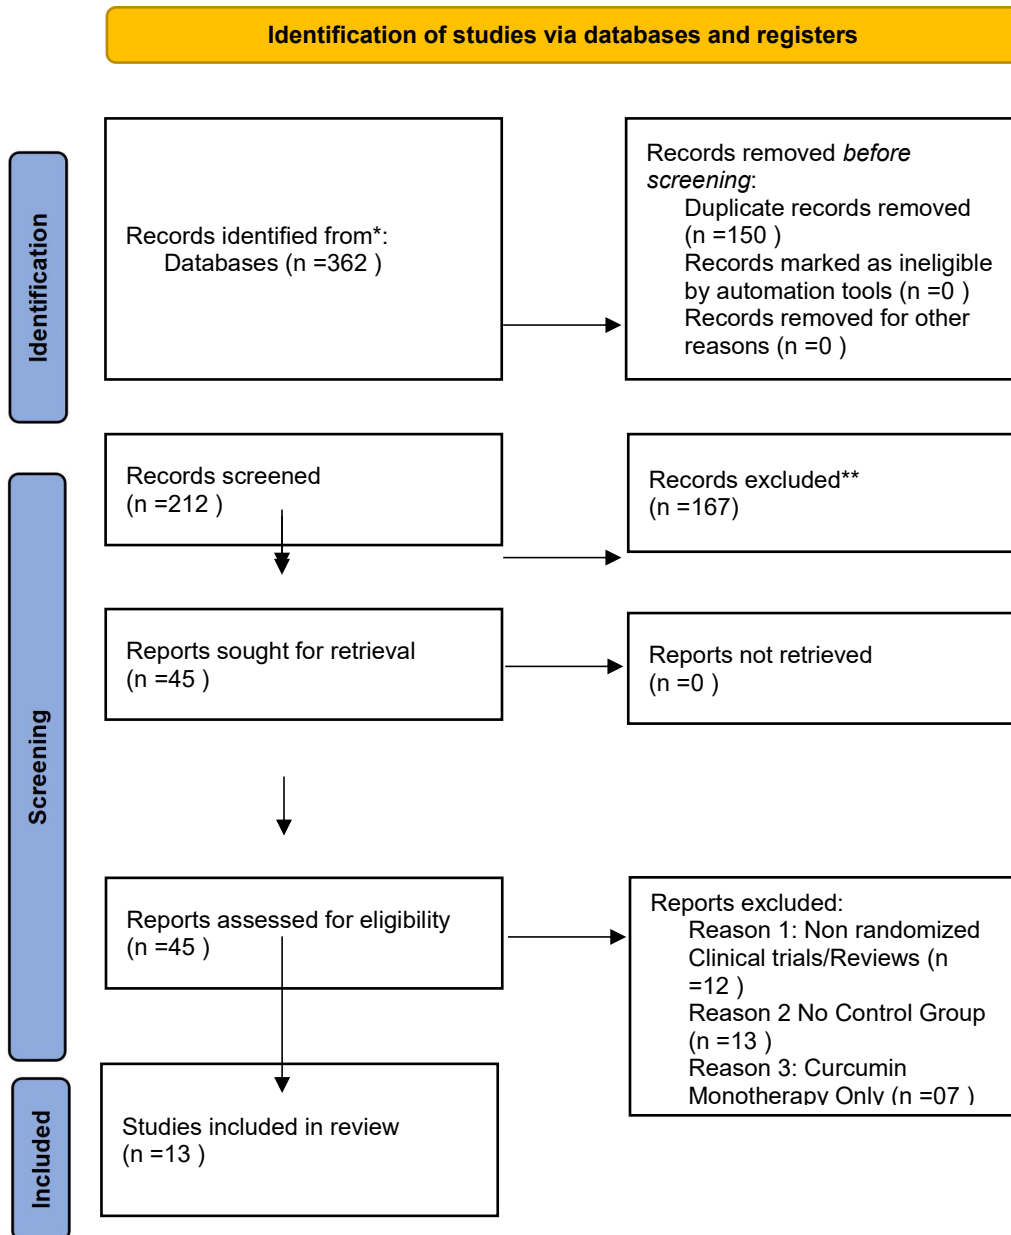 Identification of studies via databases and registers
Identification
Records identified from*:
Databases (n =362 )
Records removed before
screening:
Duplicate records removed
(n =150 )
Records marked as ineligible
by automation tools (n =0 )
Records removed for other
reasons (n =0 )
Screening
Records screened
(n =212 )
Records excluded**
(n =167)
Reports sought for retrieval
(n =45 )
Reports not retrieved
(n =0 )
Reports assessed for eligibility
(n =45 )
Reports excluded:
Reason 1: Non randomized
Clinical trials/Reviews (n
=12 )
Reason 2 No Control Group
(n =13 )
Reason 3: Curcumin
Monotherapy Only (n =07 )
Included
Studies included in review
(n =13 )